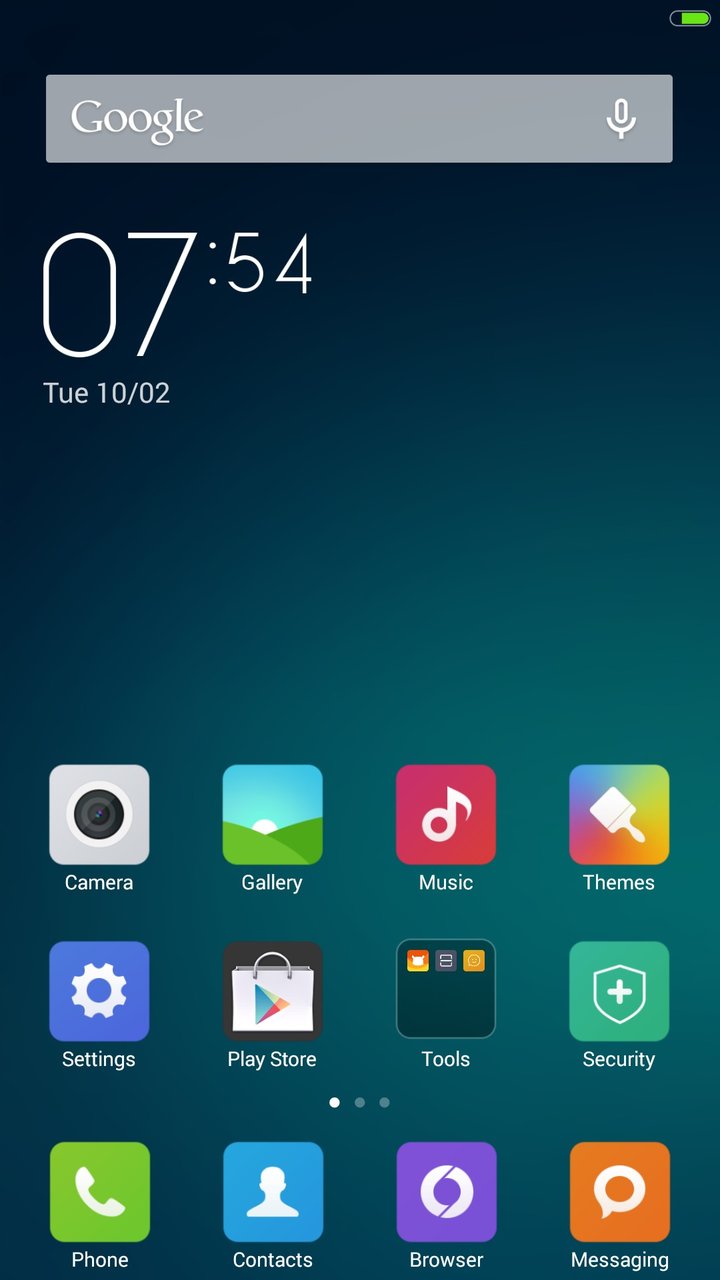 Google
07:54
Tue 10/02
Camera
Gallery
Music
Themes
Settings
Play Store
Tools
Security
Phone
Contacts
Browser
Messaging